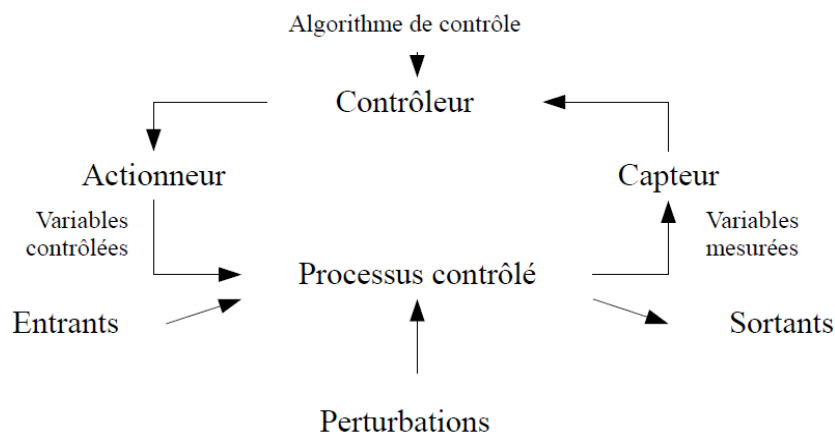 Algorithme de contrôle
Contrôleur
Actionneur
Capteur
Variables
contrôlées
Variables
mesurées
Processus contrôlé
Entrants
Sortants
Perturbations